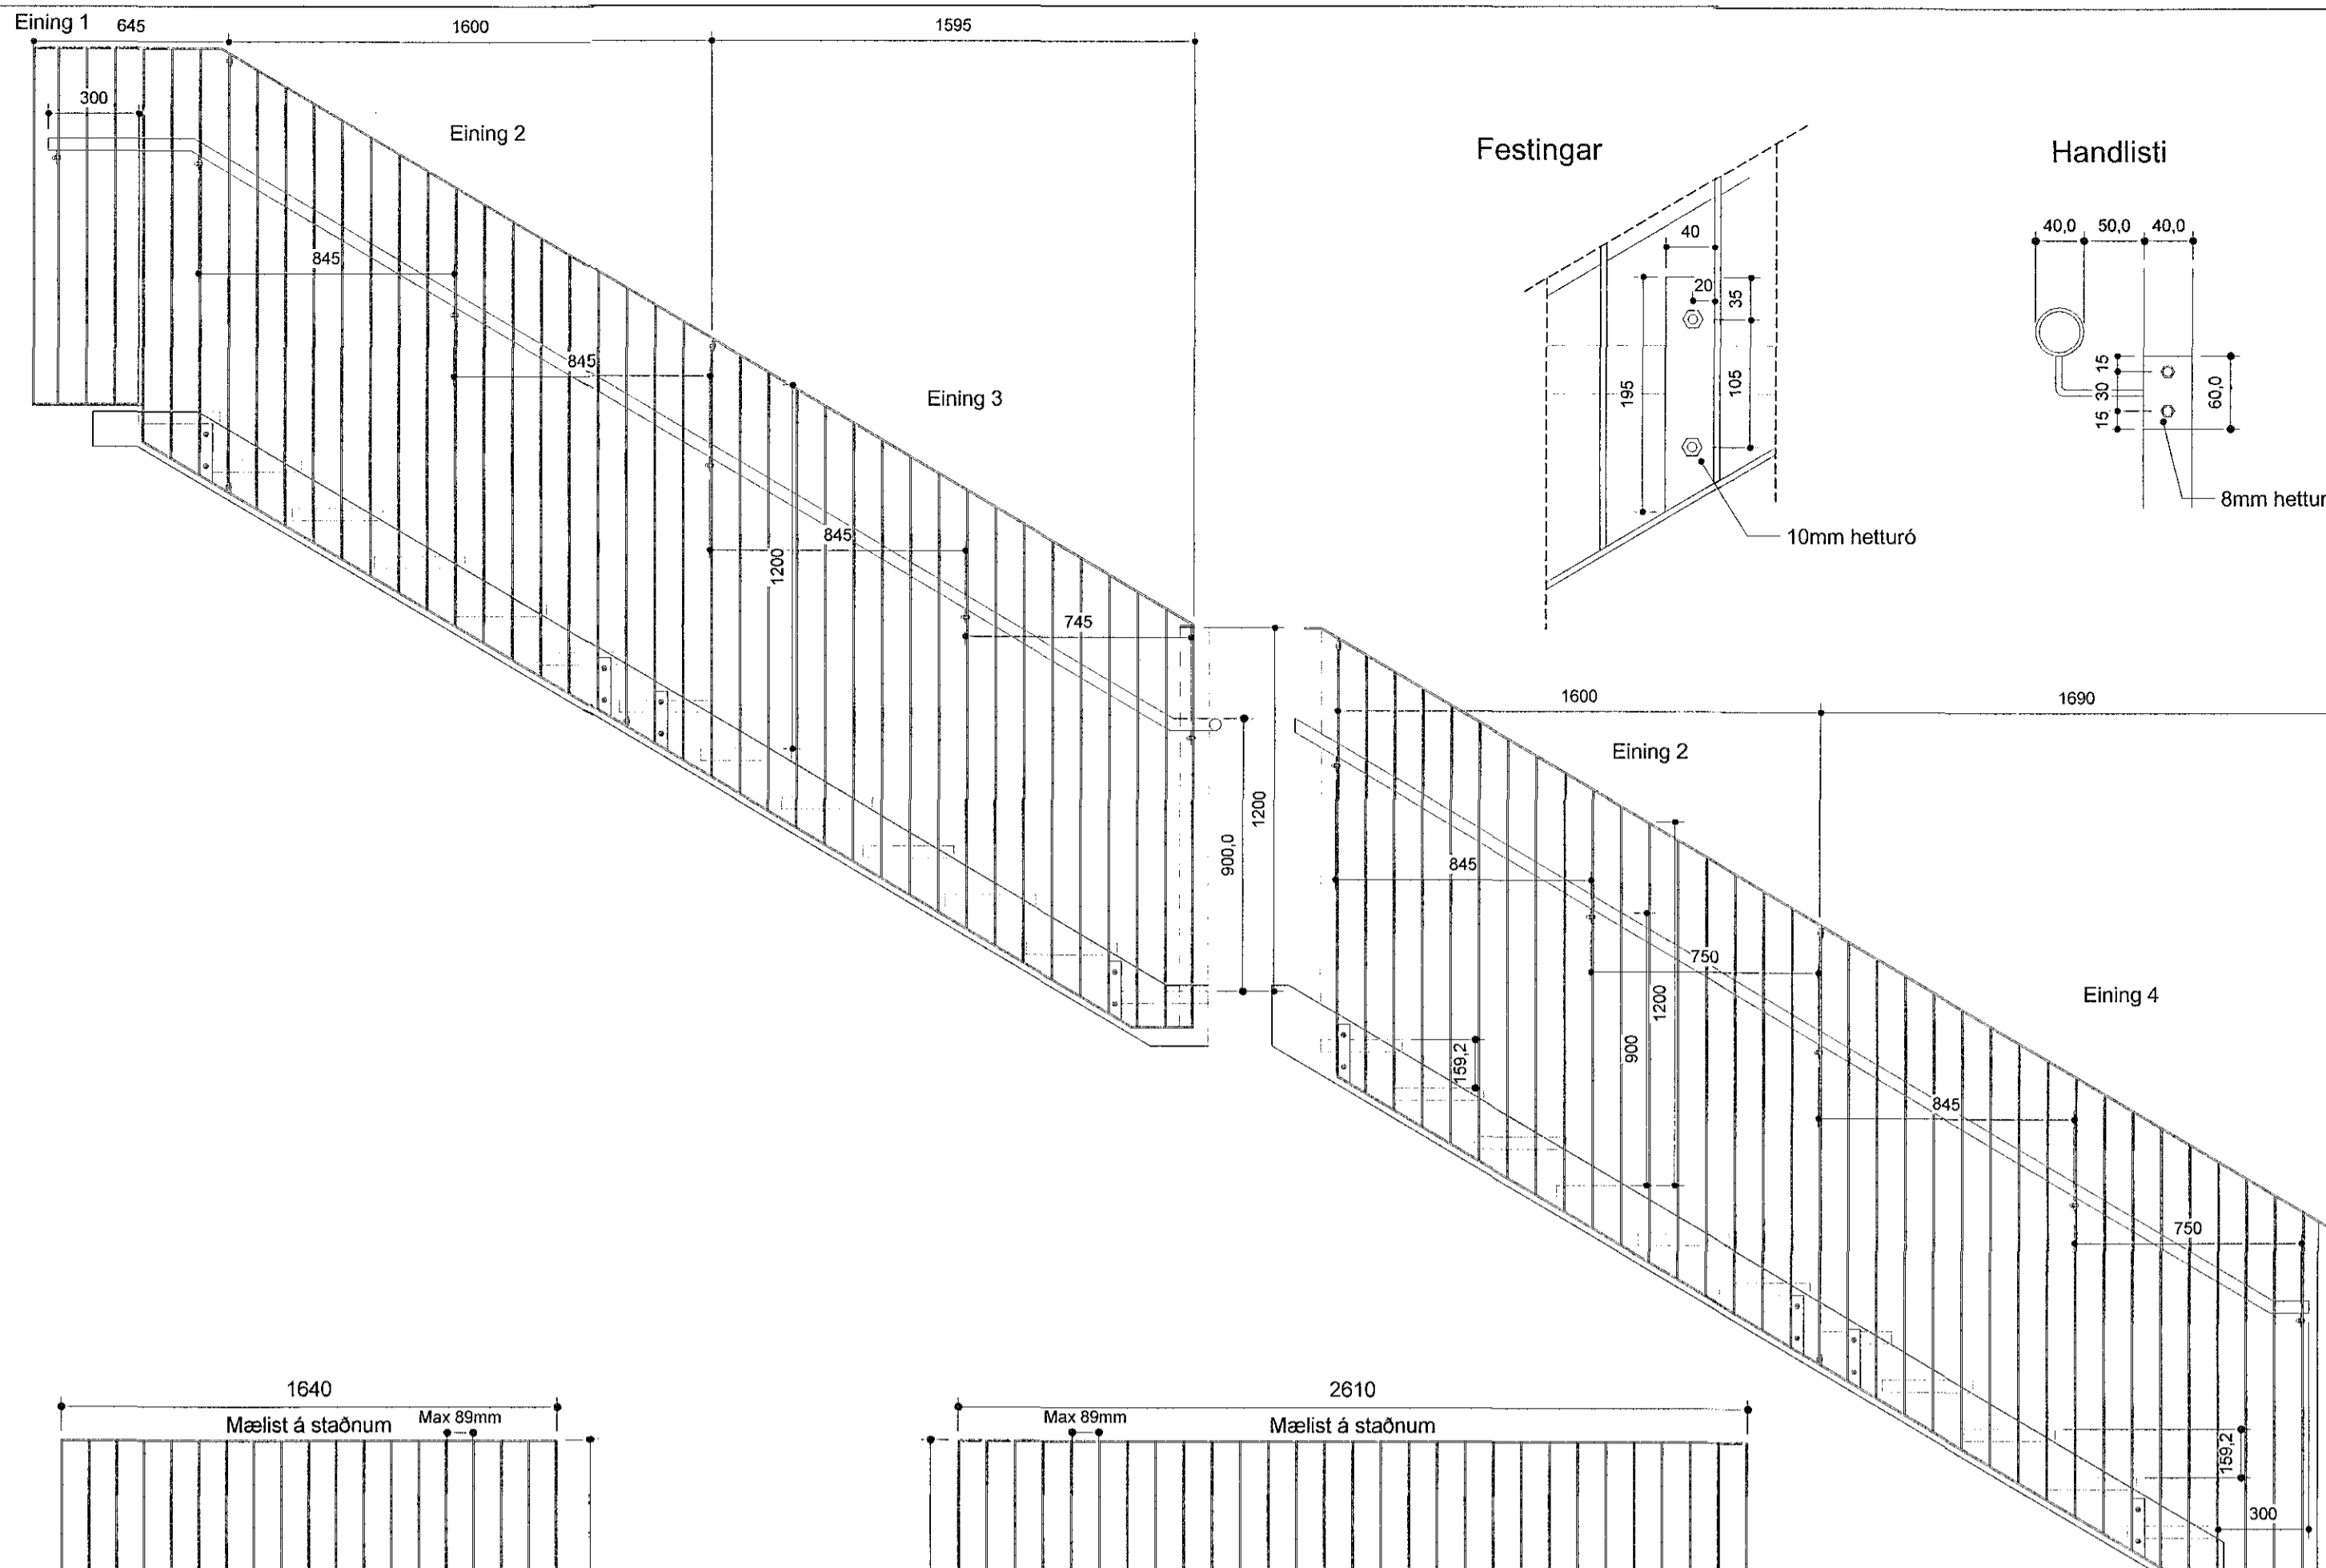 Eining 1
645
1600
1595
300
Eining 2
845
845
Eining 3
845
1200
745
900,0
1200
Festingar
40
20
35
195
105
10mm hetturó
Handlisti
40,0
50,0
40,0
15
30
15
60,0
8mm hettur
1600
1690
Eining 2
845
750
1200
900
159,2
Eining 4
845
750
159,2
300
1640
Mælist á staðnum
Max 89mm
2610
Max 89mm
Mælist á staðnum